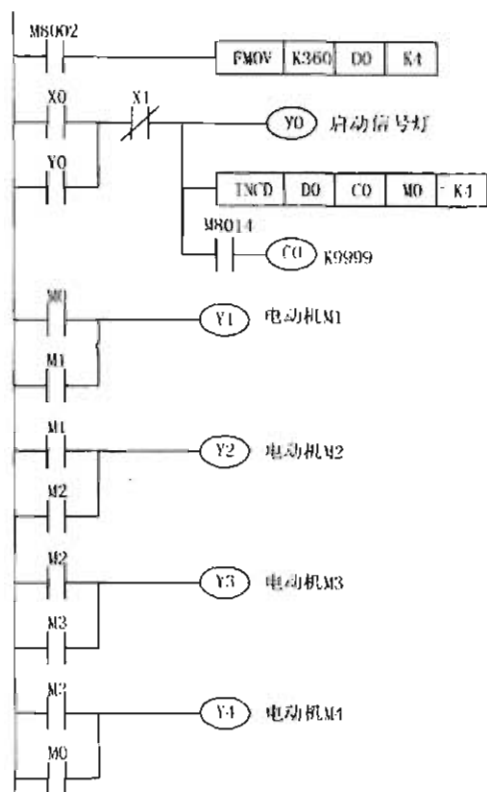 M8002
FMOV K360 D0 K4
X0 X1
Y0 启动信号灯
Y0
INCD D0 C0 M0 K4
M8014
C0 K9999
M0
Y1 电动机M1
M1
M1
Y2 电动机M2
M2
M2
Y3 电动机M3
M3
M3
Y4 电动机M4
M0